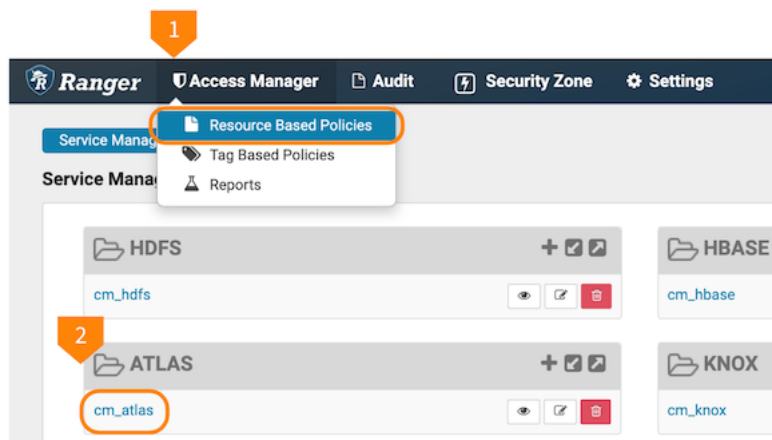 1
Ranger Access Manager Audit Security Zone Settings
Resource Based Policies
Service Manag
Tag Based Policies
Service Mana
Reports
HDFS HBASE
cm_hdfs cm_hbase
2
ATLAS KNOX
cm_atlas cm_knox